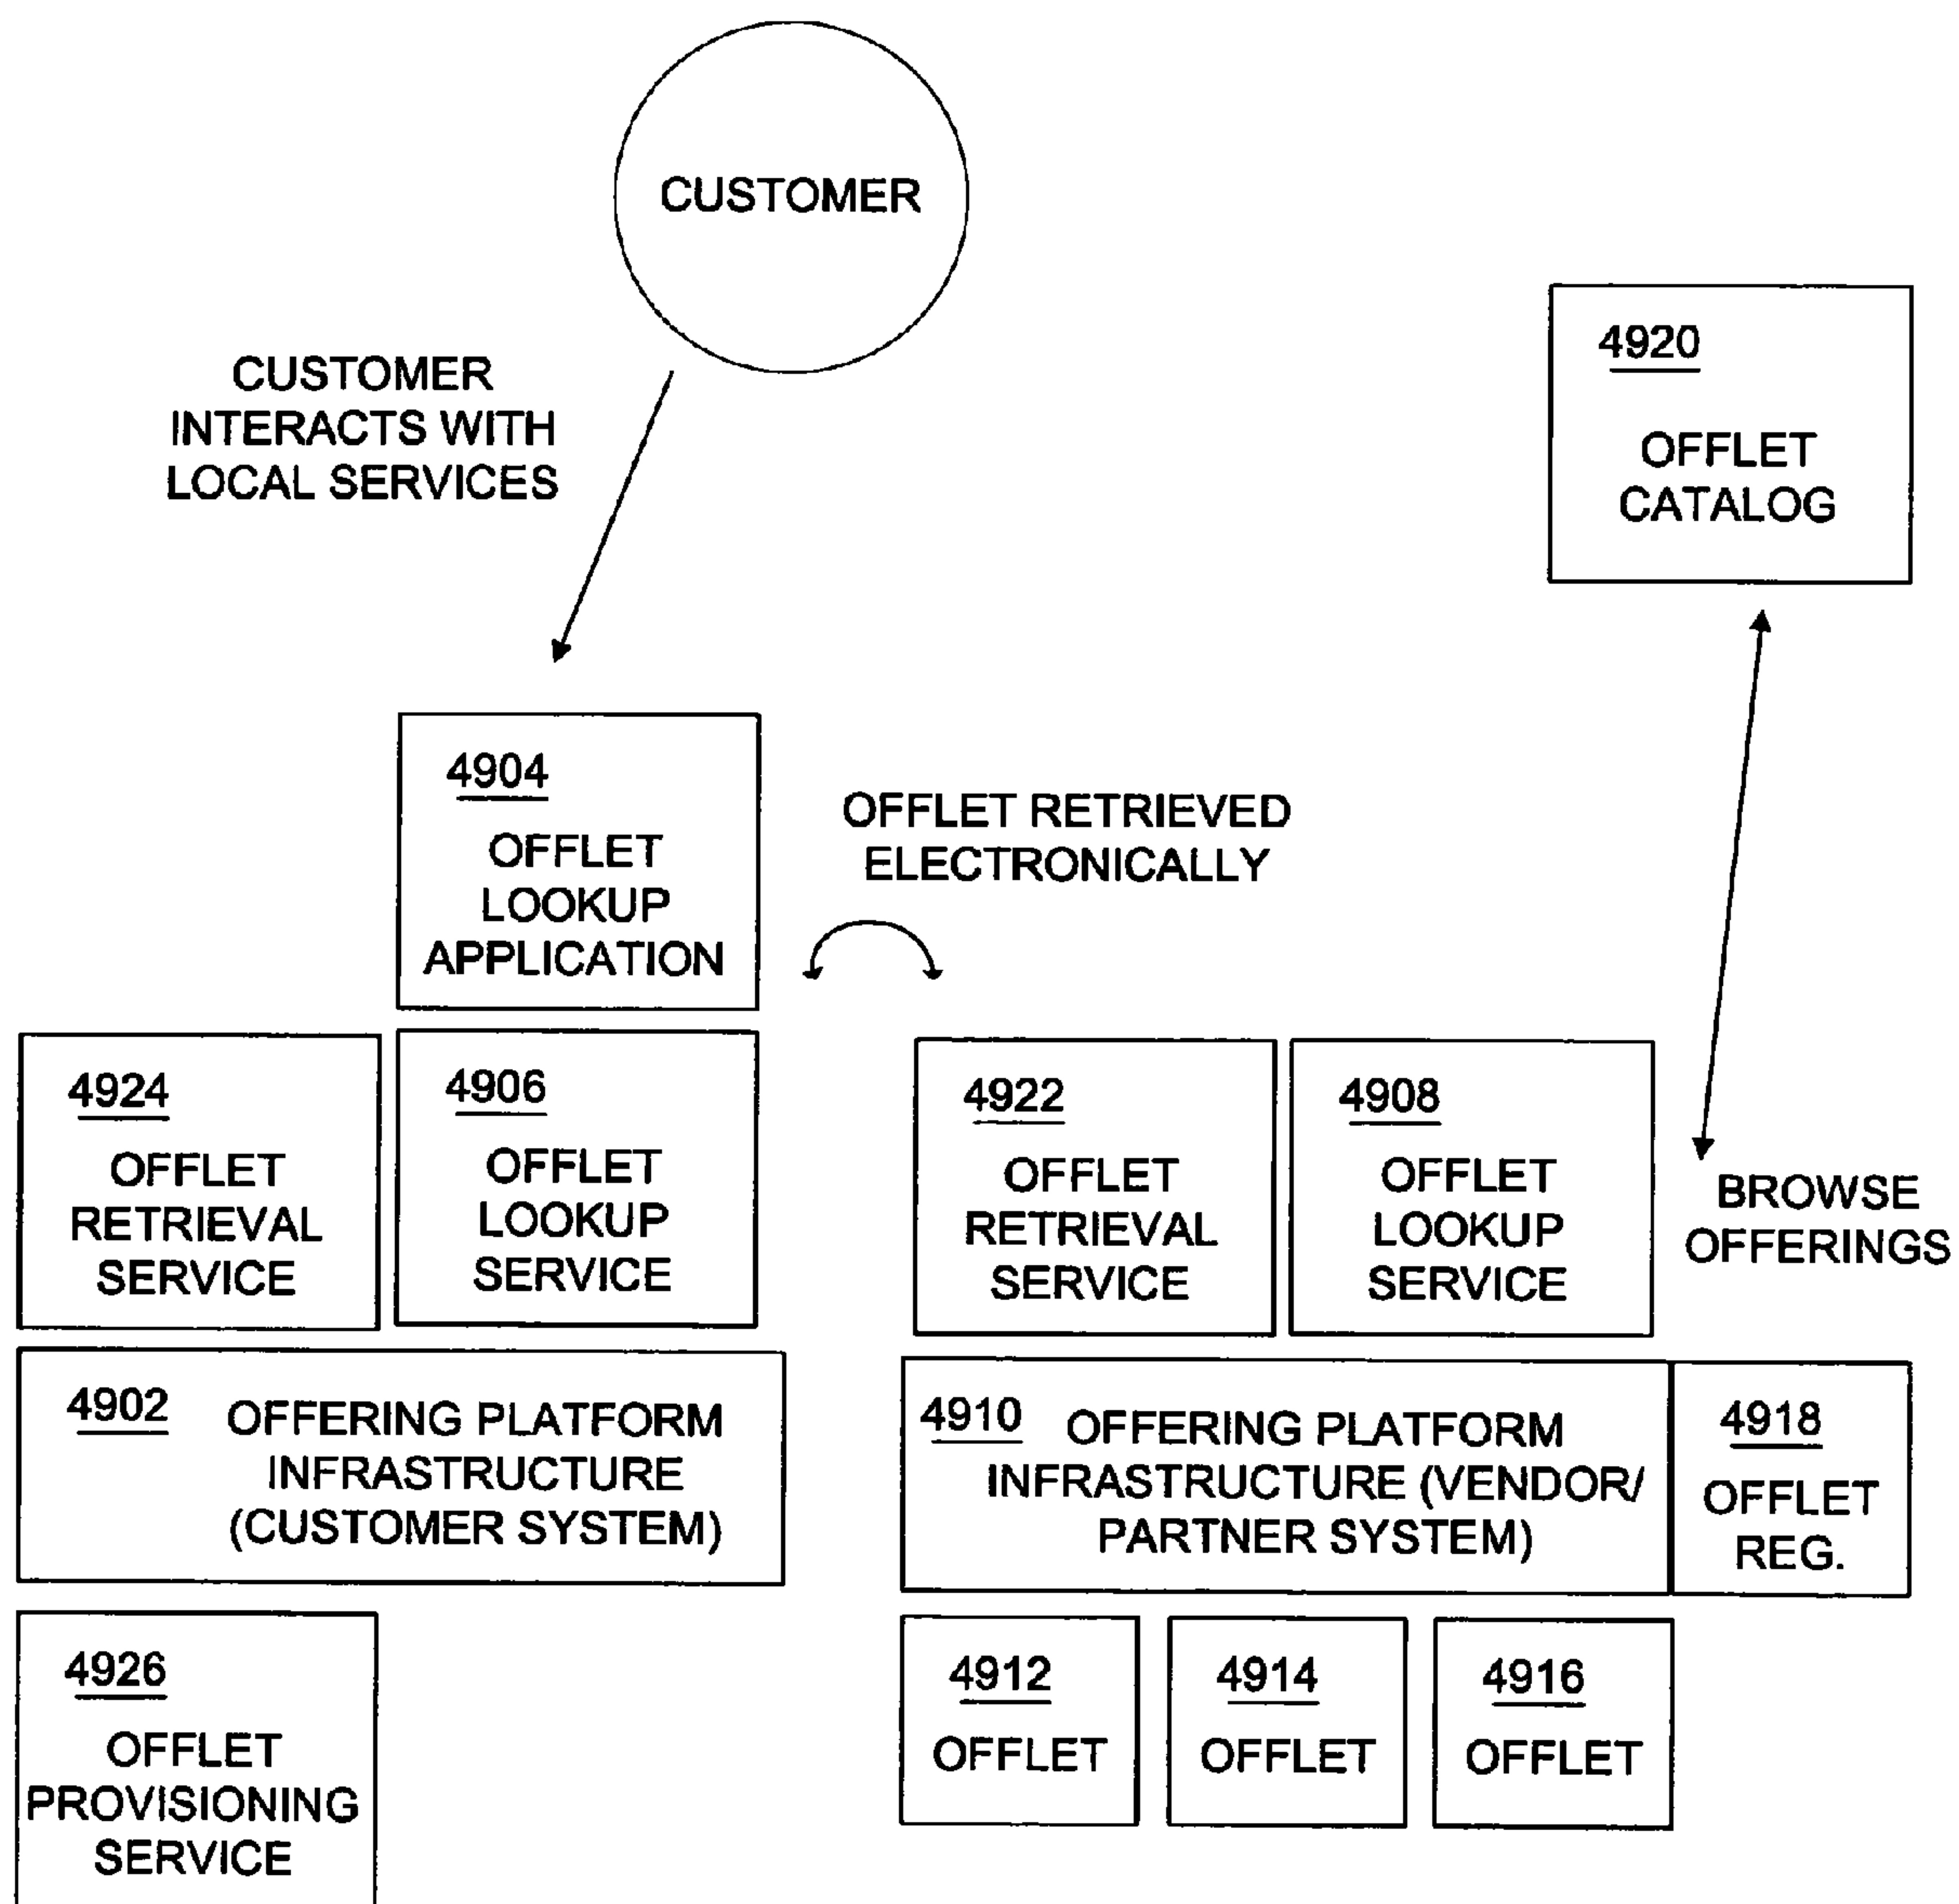 CUSTOMER
CUSTOMER
INTERACTS WITH
LOCAL SERVICES
4920
OFFLET
CATALOG
4904
OFFLET
LOOKUP
APPLICATION
OFFLET RETRIEVED
ELECTRONICALLY
4924
OFFLET
RETRIEVAL
SERVICE
4906
OFFLET
LOOKUP
SERVICE
4922
OFFLET
RETRIEVAL
SERVICE
4908
OFFLET
LOOKUP
SERVICE
BROWSE
OFFERINGS
4902 OFFERING PLATFORM
INFRASTRUCTURE
(CUSTOMER SYSTEM)
4910 OFFERING PLATFORM
INFRASTRUCTURE (VENDOR/
PARTNER SYSTEM)
4918
OFFLET
REG.
4926
OFFLET
PROVISIONING
SERVICE
4912
OFFLET
4914
OFFLET
4916
OFFLET